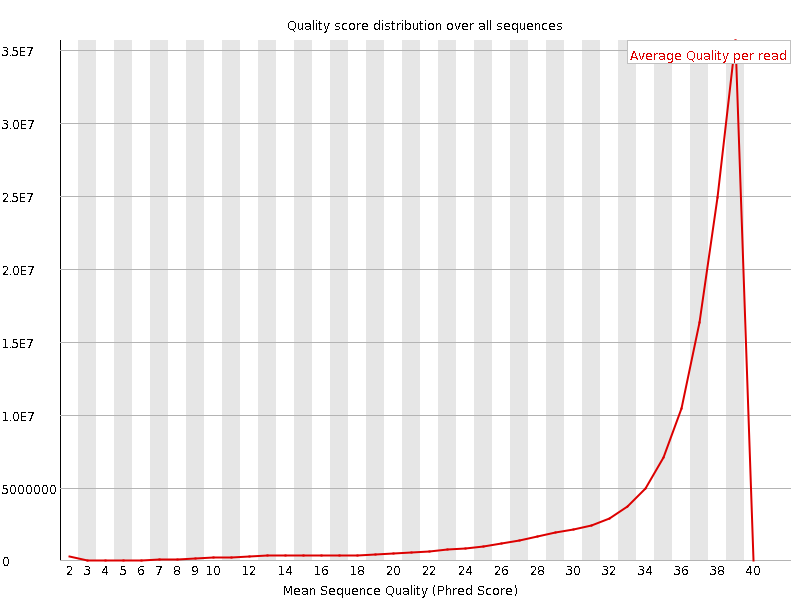 Quality score distribution over all sequences
Average Quality per read
3.5E7
3.0E7
2.5E7
2.0E7
1.5E7
1.0E7
5000000
0
2 3 4 5 6 7 8 9 10 12 14 16 18 20 22 24 26 28 30 32 34 36 38 40
Mean Sequence Quality (Phred Score)